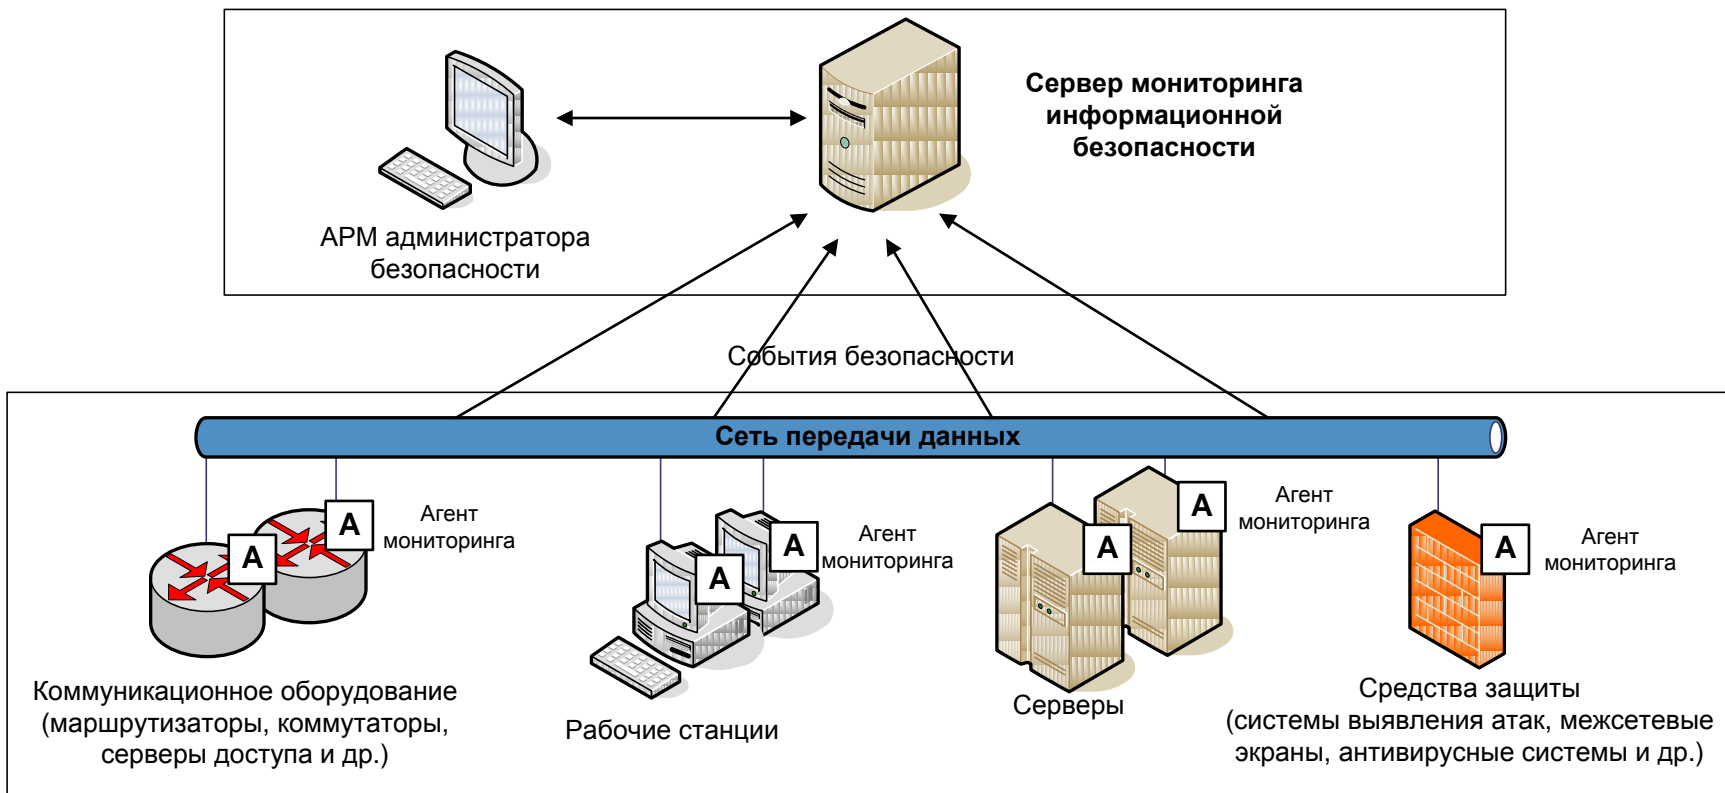 Сервер мониторинга
информационной
безопасности
АРМ администратора
безопасности
События безопасности
Сеть передачи данных
А
А
Агент
мониторинга
А
А
Агент
мониторинга
А
А
Агент
мониторинга
А
Агент
мониторинга
Коммуникационное оборудование
(маршрутизаторы, коммутаторы,
серверы доступа и др.)
Рабочие станции
Серверы
Средства защиты
(системы выявления атак, межсетевые
экраны, антивирусные системы и др.)